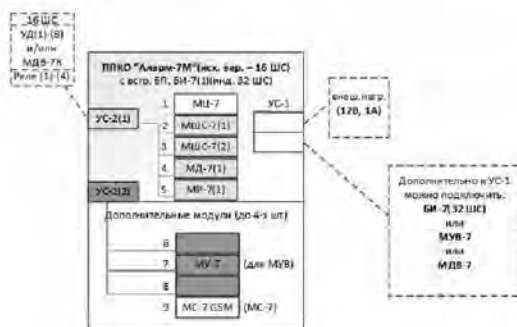 16 ШС
УД(1)-(8)
и/или
МДВ-7К
Реле (1)-(4)
ППКО "Аларм-7М"(исх. вер. – 16 ШС)
с встр. БП, БИ-7(1)(инд. 32 ШС)
УС-2(1)
1 МЦ-7
УС-1
2 МШС-7(1)
3 МШС-7(2)
4 МД-7(1)
5 МР-7(1)
УС-2(2)
внеш. нагр.
(12В, 1А)
Дополнительно к УС-1
можно подключить:
БИ-7(32 ШС)
или
МУВ-7
или
МДВ-7
Дополнительные модули (до 4-х шт)
6
7 МУ-7 (для МУВ)
8
9 МС-7 GSM (МС-7)